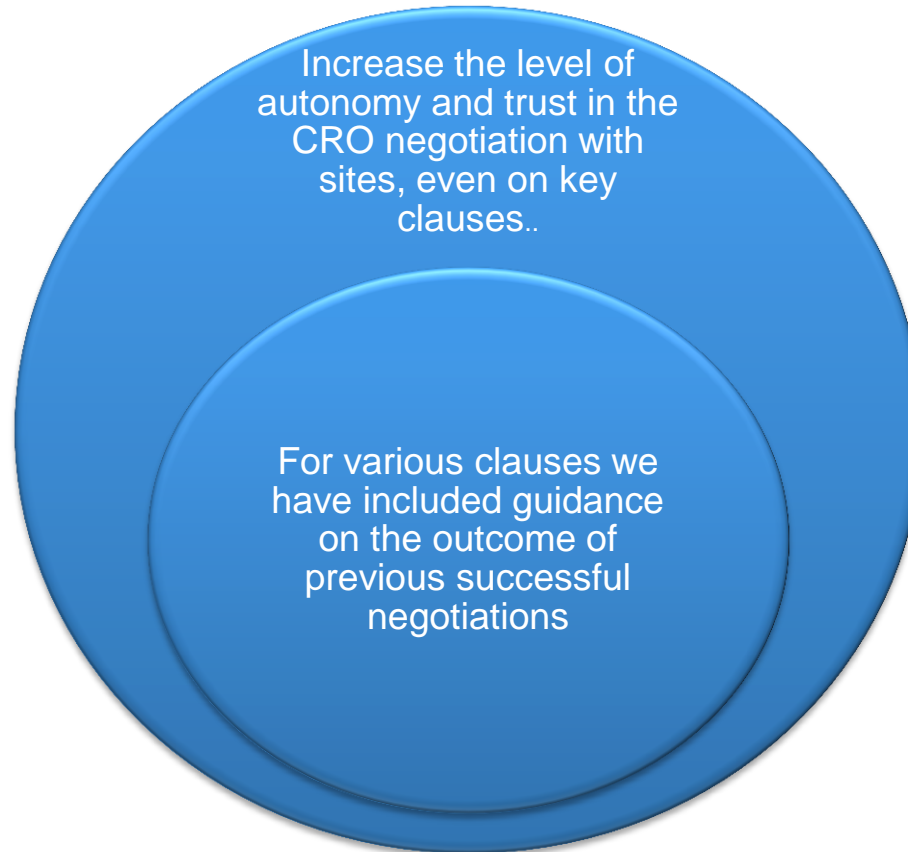 Increase the level of
autonomy and trust in the
CRO negotiation with
sites, even on key
clauses..
For various clauses we
have included guidance
on the outcome of
previous successful
negotiations